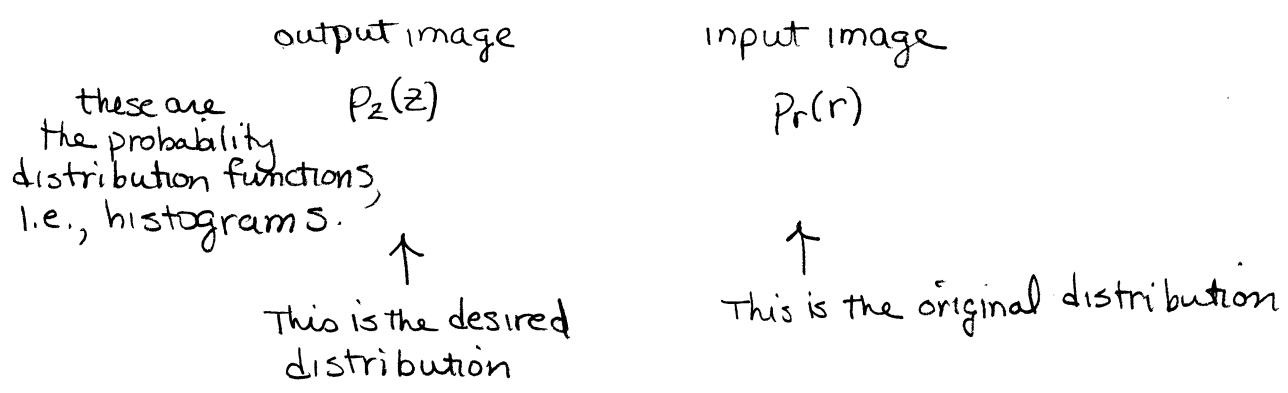 output image
input image
these are
the probability
distribution functions,
i.e., histograms.
Pz(z)
Pr(r)
This is the desired
distribution
This is the original distribution